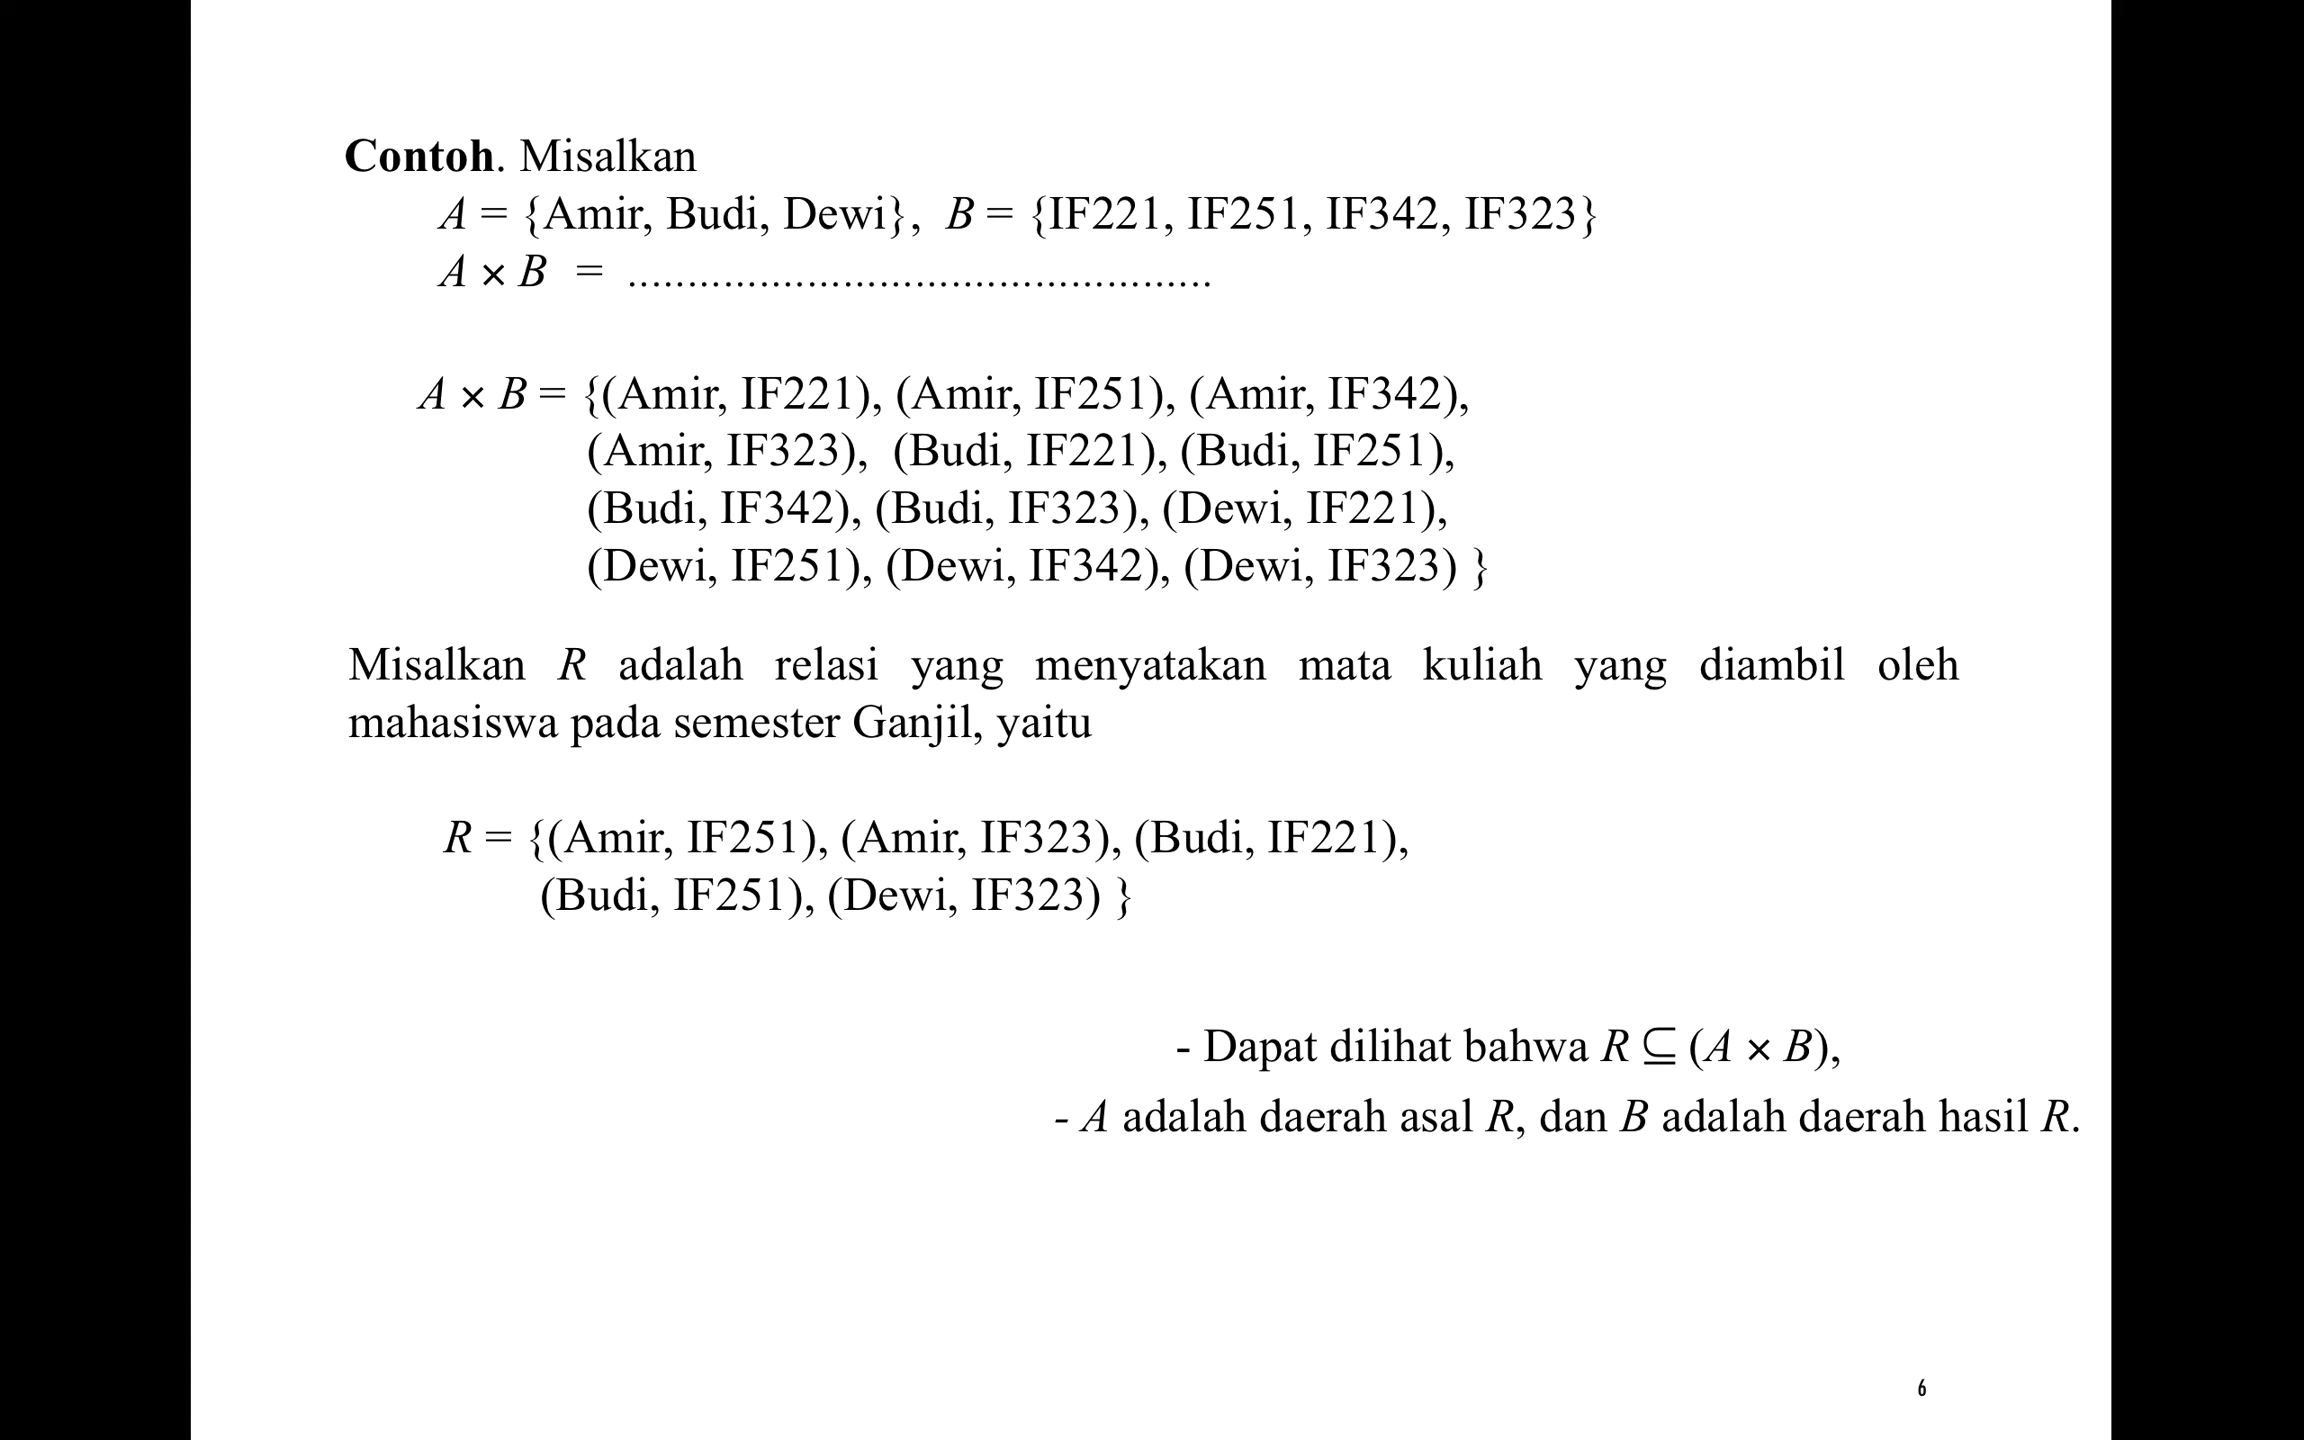 Contoh. Misalkan
A = {Amir, Budi, Dewi}, B = {IF221, IF251, IF342, IF323}
A × B = .................................................
A × B = {(Amir, IF221), (Amir, IF251), (Amir, IF342),
(Amir, IF323), (Budi, IF221), (Budi, IF251),
(Budi, IF342), (Budi, IF323), (Dewi, IF221),
(Dewi, IF251), (Dewi, IF342), (Dewi, IF323) }
Misalkan R adalah relasi yang menyatakan mata kuliah yang diambil oleh
mahasiswa pada semester Ganjil, yaitu
R = {(Amir, IF251), (Amir, IF323), (Budi, IF221),
(Budi, IF251), (Dewi, IF323) }
- Dapat dilihat bahwa R ⊆ (A × B),
- A adalah daerah asal R, dan B adalah daerah hasil R.
6